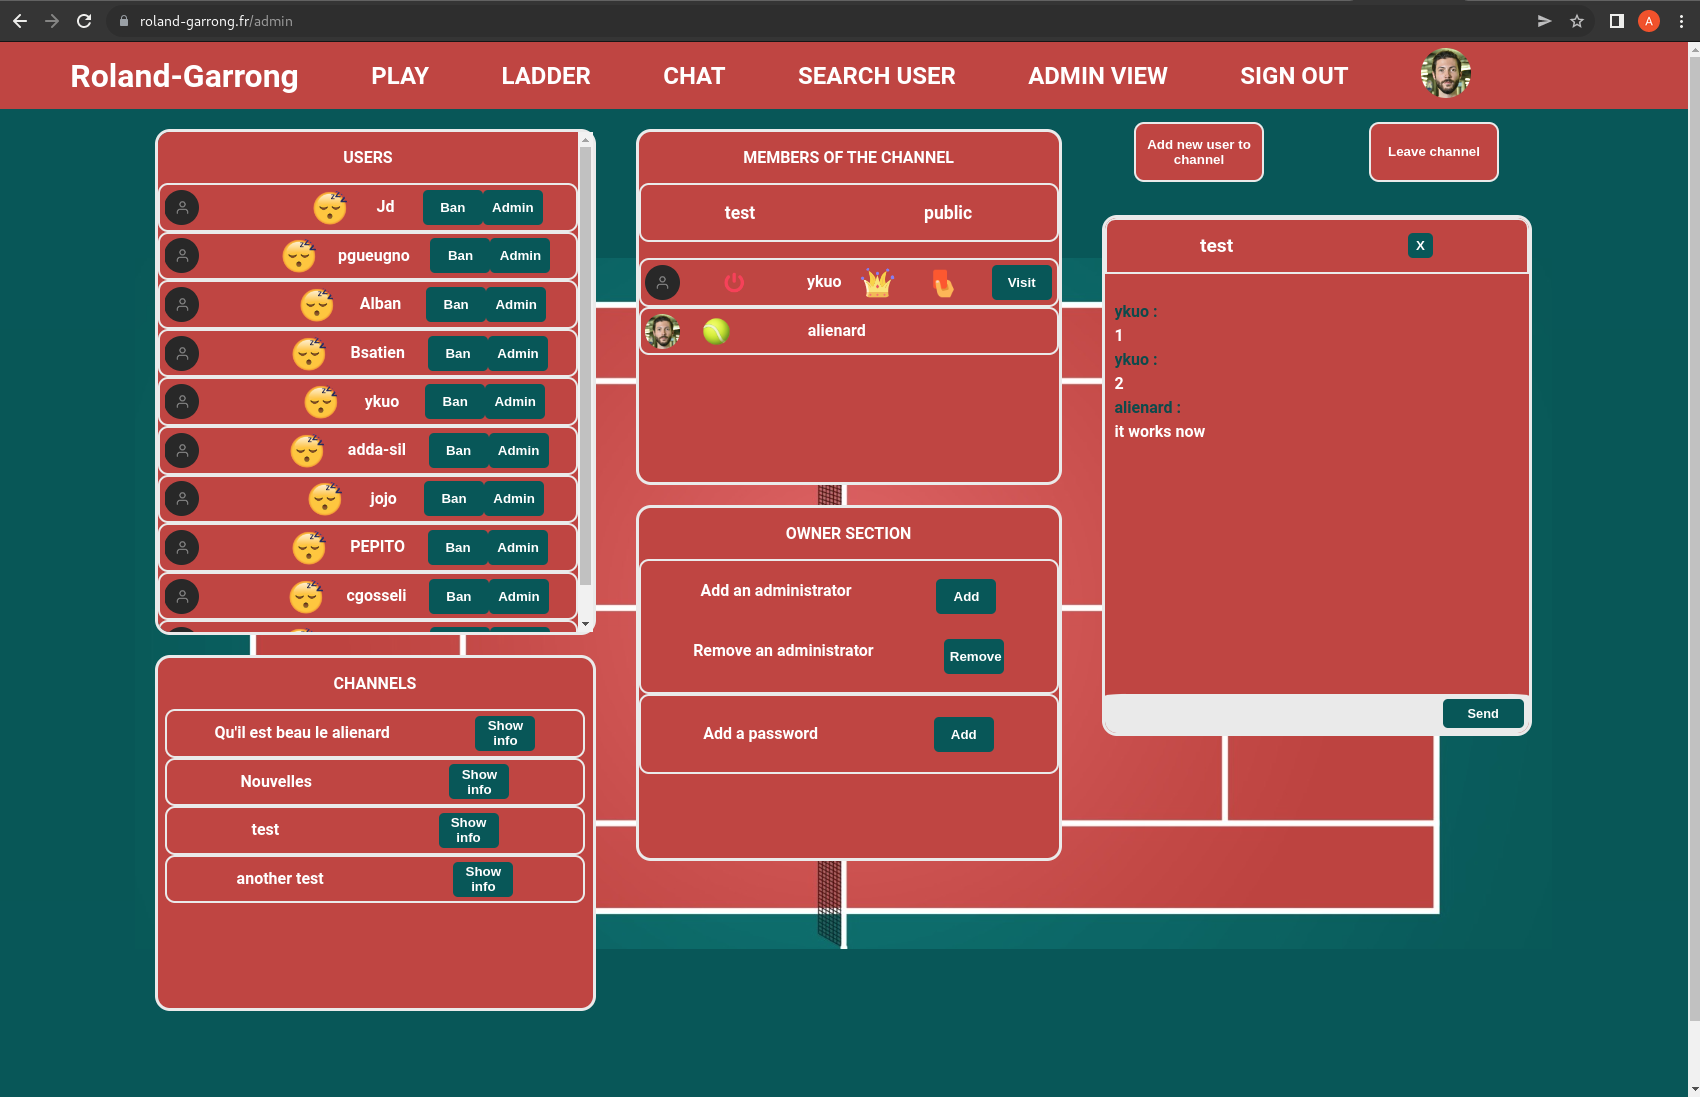 roland-garrong.fr/admin
A
Roland-Garrong PLAY LADDER CHAT SEARCH USER ADMIN VIEW SIGN OUT
USERS
Jd Ban Admin
pgueugno Ban Admin
Alban Ban Admin
Bsatien Ban Admin
ykuo Ban Admin
adda-sil Ban Admin
jojo Ban Admin
PEPITO Ban Admin
cgosseli Ban Admin
CHANNELS
Qu'il est beau le alienard Show
info
Nouvelles Show
info
test Show
info
another test Show
info
MEMBERS OF THE CHANNEL
test public
ykuo Visit
alienard
OWNER SECTION
Add an administrator Add
Remove an administrator Remove
Add a password Add
Add new user to
channel
Leave channel
test X
ykuo :
1
ykuo :
2
alienard :
it works now
Send